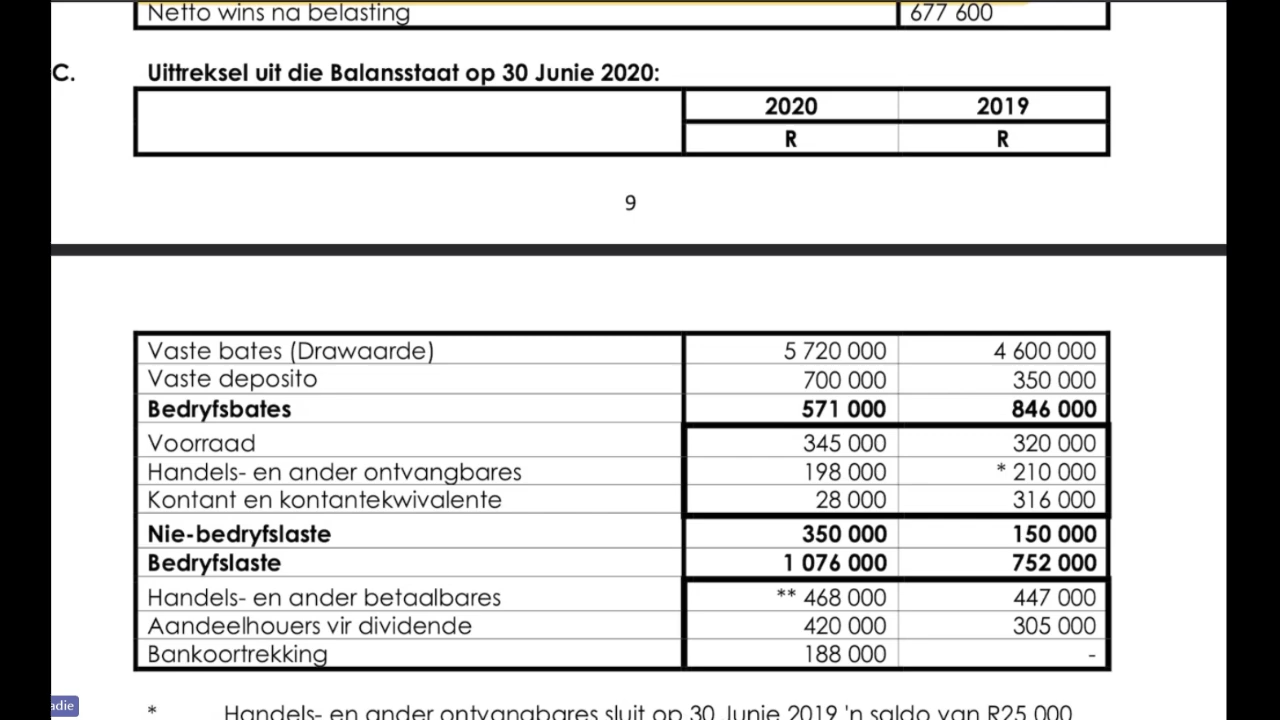 Netto wins na belasting 677 600
C. Uittreksel uit die Balansstaat op 30 Junie 2020:
2020 2019
R R
9
Vaste bates (Drawaarde) 5 720 000 4 600 000
Vaste deposito 700 000 350 000
Bedryfsbates 571 000 846 000
Voorraad 345 000 320 000
Handels- en ander ontvangbares 198 000 * 210 000
Kontant en kontantekwivalente 28 000 316 000
Nie-bedryfslaste 350 000 150 000
Bedryfslaste 1 076 000 752 000
Handels- en ander betaalbares ** 468 000 447 000
Aandeelhouers vir dividende 420 000 305 000
Bankoortrekking 188 000 -
adie
* Handels- en ander ontvangbares sluit op 30 Junie 2019 'n saldo van R25 000